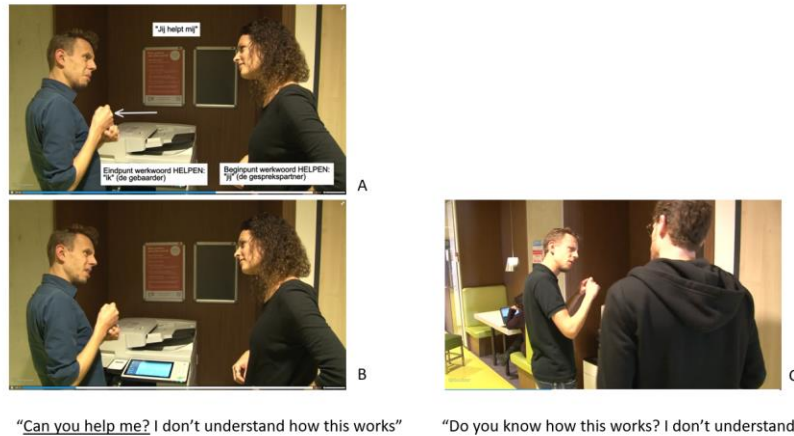 "Jij helpt mij"
Eindpunt werkwoord HELPEN:
"ik" (de gebaarder)
Beginpunt werkwoord HELPEN:
"jij" (de gesprekspartner)
A
B
C
"Can you help me? I don't understand how this works"
"Do you know how this works? I don't understand